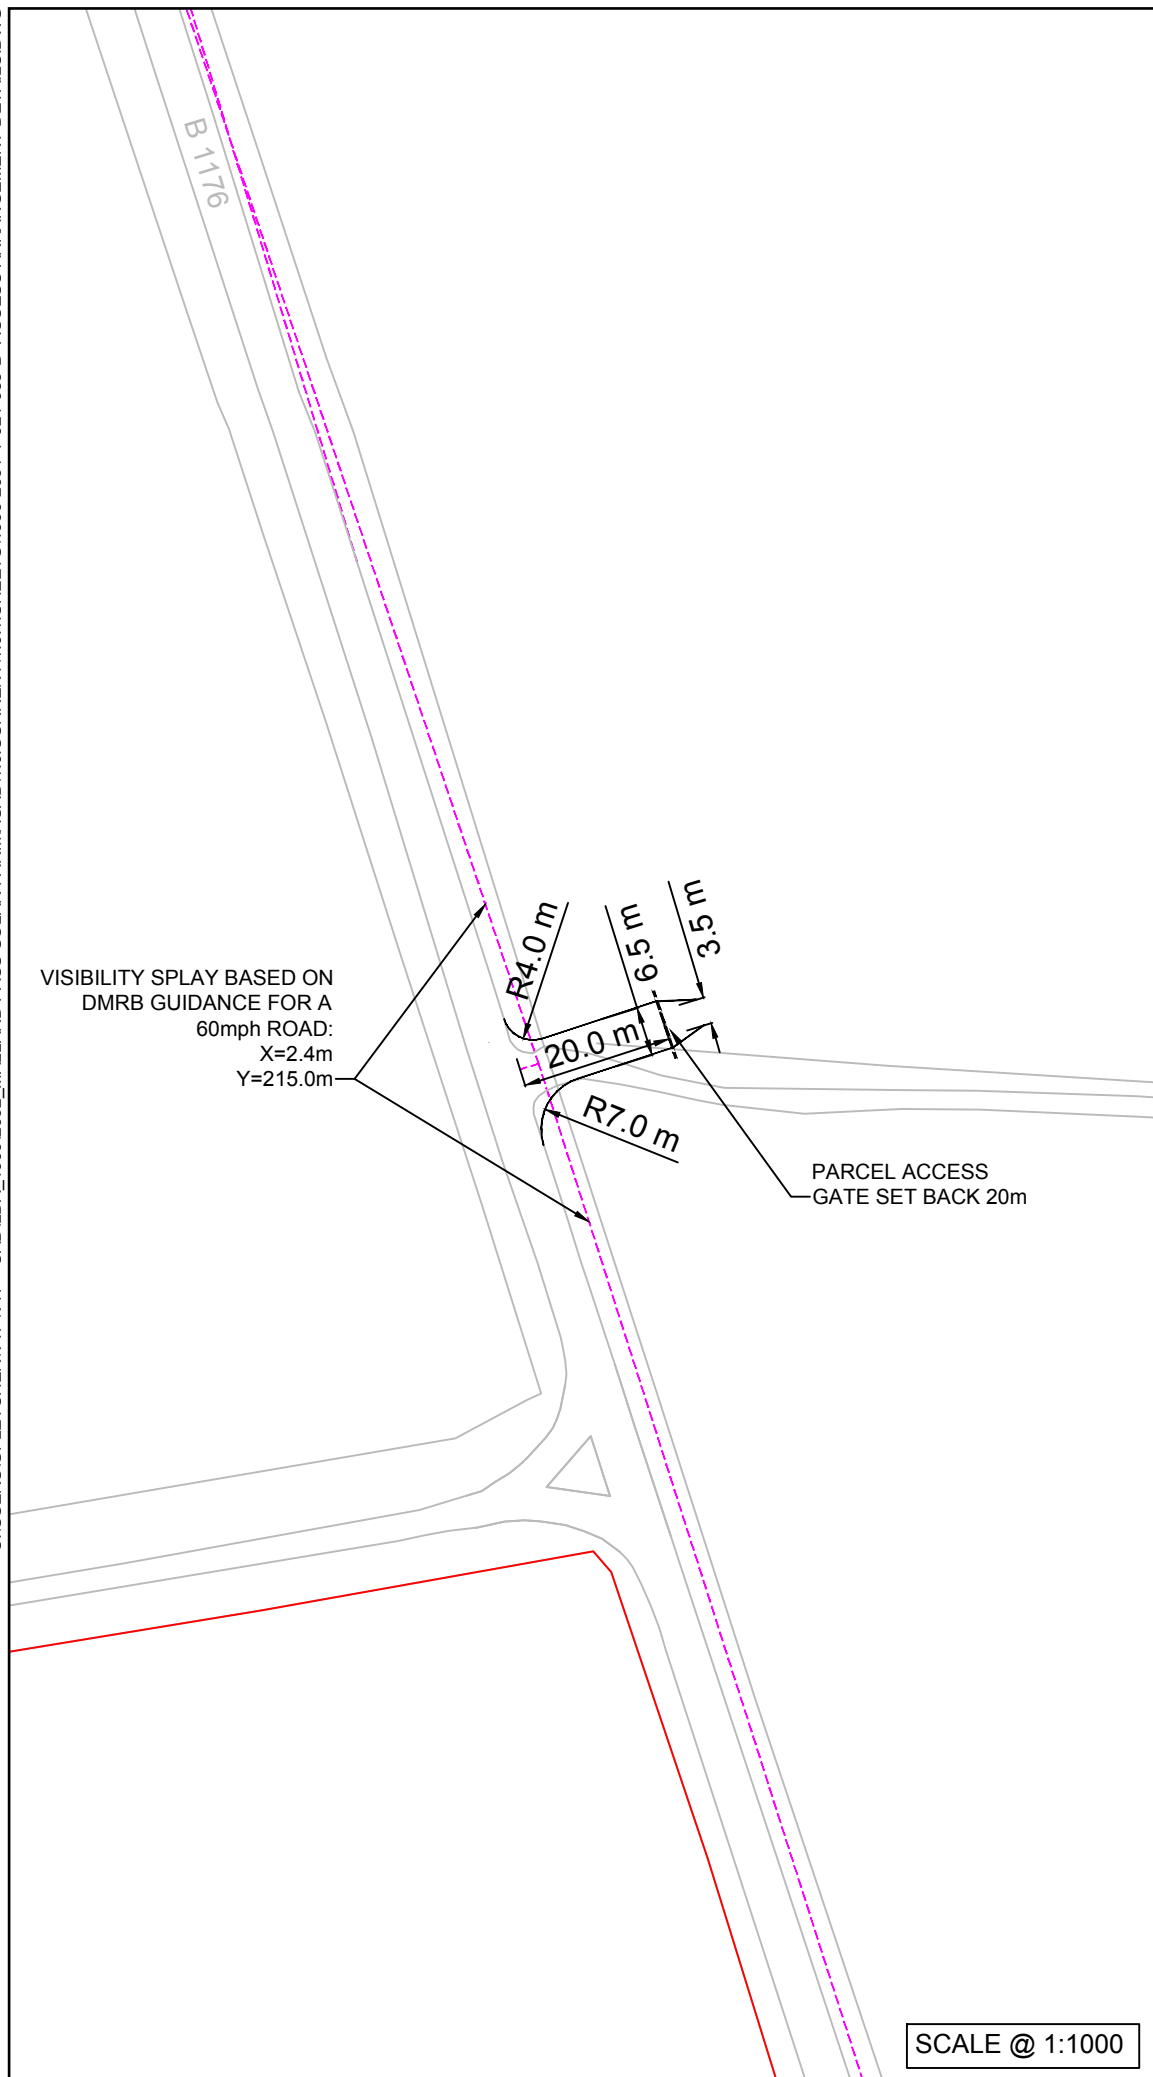 B 1176
R4.0 m
6.5 m
3.5 m
20.0 m
R7.0 m
VISIBILITY SPLAY BASED ON
DMRB GUIDANCE FOR A
60mph ROAD:
X=2.4m
Y=215.0m
PARCEL ACCESS
GATE SET BACK 20m
SCALE @ 1:1000